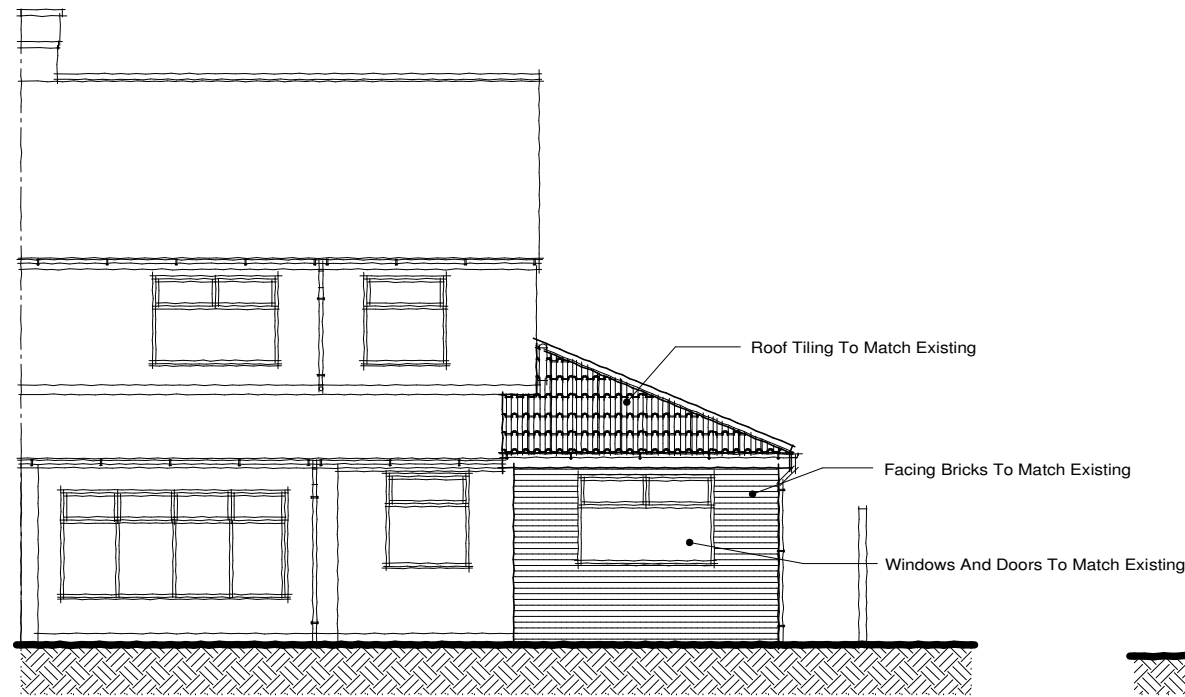 Roof Tiling To Match Existing
Facing Bricks To Match Existing
Windows And Doors To Match Existing